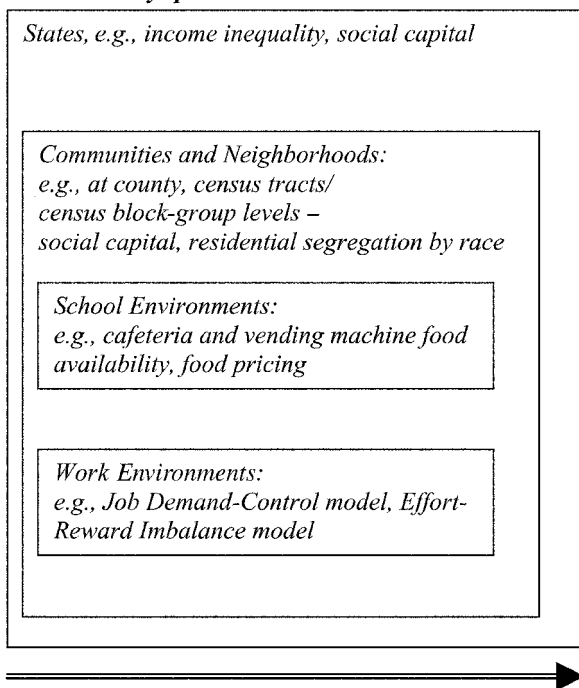 States, e.g., income inequality, social capital
Communities and Neighborhoods:
e.g., at county, census tracts/
census block-group levels –
social capital, residential segregation by race
School Environments:
e.g., cafeteria and vending machine food
availability, food pricing
Work Environments:
e.g., Job Demand-Control model, Effort-
Reward Imbalance model